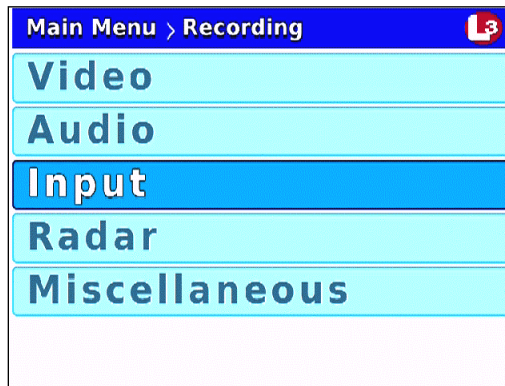 Main Menu > Recording
L3
Video
Audio
Input
Radar
Miscellaneous